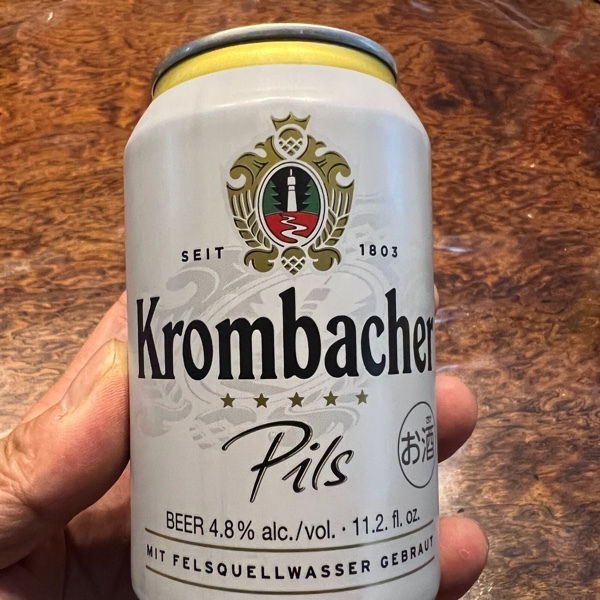 SEIT 1803
Krombacher
Pils
お酒
BEER 4.8% alc./vol. · 11.2. fl. oz.
MIT FELSQUELLWASSER GEBRAUT